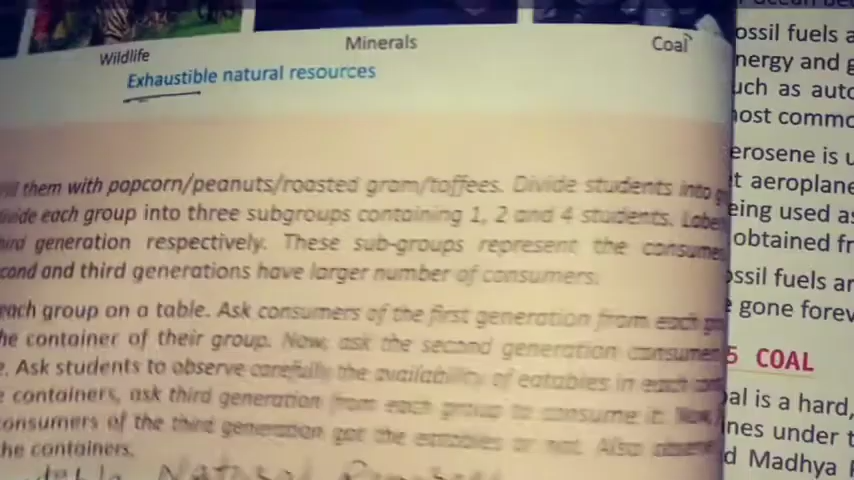 Wildlife
Minerals
Coal
Exhaustible natural resources
them with popcorn/peanuts/roasted gram/toffees. Divide students into
each group into three subgroups containing 1, 2 and 4 students.
generation respectively. These sub-groups represent the
and third generations have larger number of consumers.
each group on a table. Ask consumers of the first generation from each
container of their group. Now, ask the second generation
Ask students to observe carefully the availability of eatables in each
containers, ask third generation from each group to consume it. Now,
of the third generation got the eatables or not. Also
the containers.
Natural
ossil fuels a
nergy and g
uch as auto
ost commo
erosene is u
t aeroplane
eing used as
obtained fr
ossil fuels ar
gone forev
5 COAL
al is a hard,
ines under t
d Madhya P